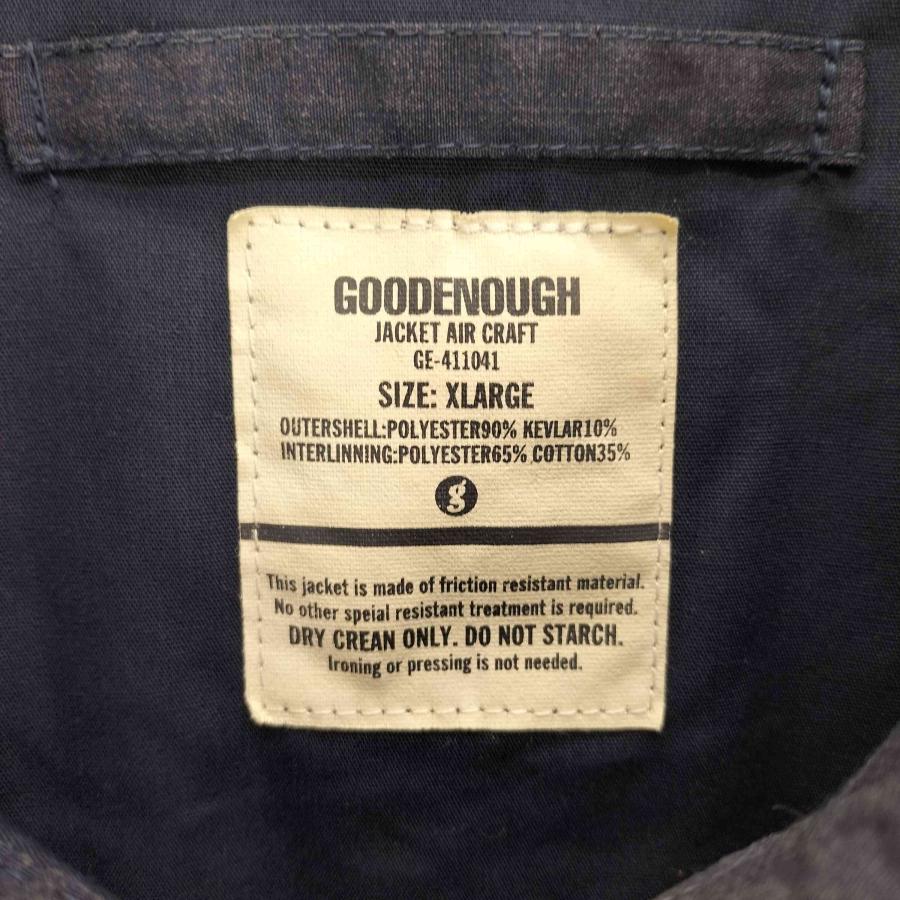 GOODENOUGH
JACKET AIR CRAFT
GE-411041
SIZE: XLARGE
OUTERSHELL:POLYESTER90% KEVLAR10%
INTERLINNING:POLYESTER65% COTTON35%
g
This jacket is made of friction resistant material.
No other speial resistant treatment is required.
DRY CREAN ONLY. DO NOT STARCH.
Ironing or pressing is not needed.